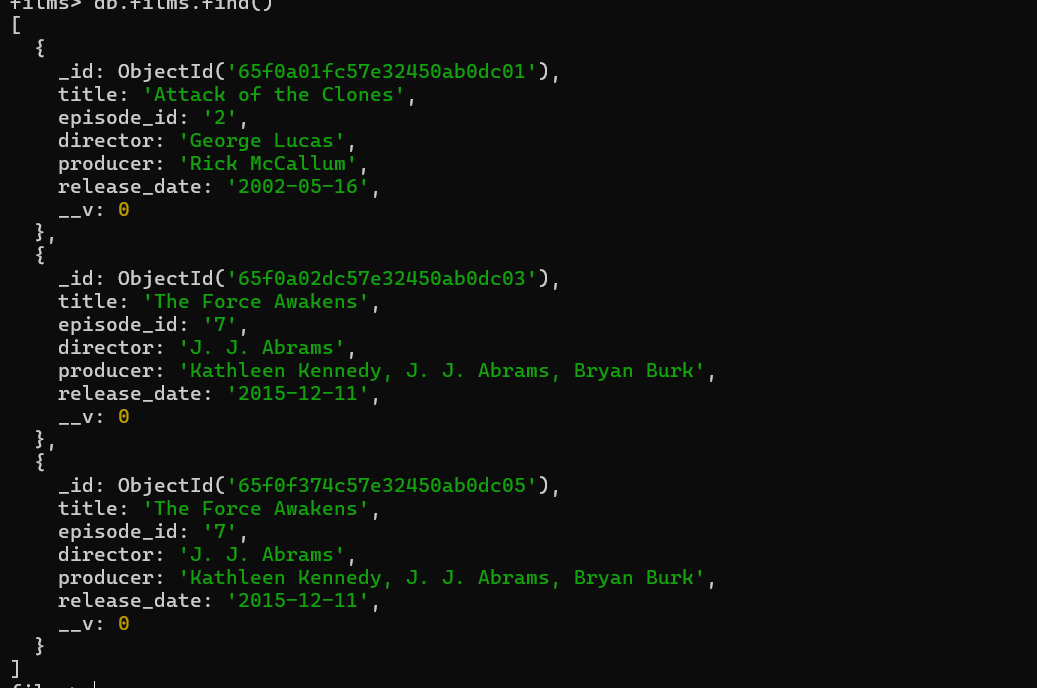 films> db.films.find()
[
  {
    _id: ObjectId('65f0a01fc57e32450ab0dc01'),
    title: 'Attack of the Clones',
    episode_id: '2',
    director: 'George Lucas',
    producer: 'Rick McCallum',
    release_date: '2002-05-16',
    __v: 0
  },
  {
    _id: ObjectId('65f0a02dc57e32450ab0dc03'),
    title: 'The Force Awakens',
    episode_id: '7',
    director: 'J. J. Abrams',
    producer: 'Kathleen Kennedy, J. J. Abrams, Bryan Burk',
    release_date: '2015-12-11',
    __v: 0
  },
  {
    _id: ObjectId('65f0f374c57e32450ab0dc05'),
    title: 'The Force Awakens',
    episode_id: '7',
    director: 'J. J. Abrams',
    producer: 'Kathleen Kennedy, J. J. Abrams, Bryan Burk',
    release_date: '2015-12-11',
    __v: 0
  }
]
films>